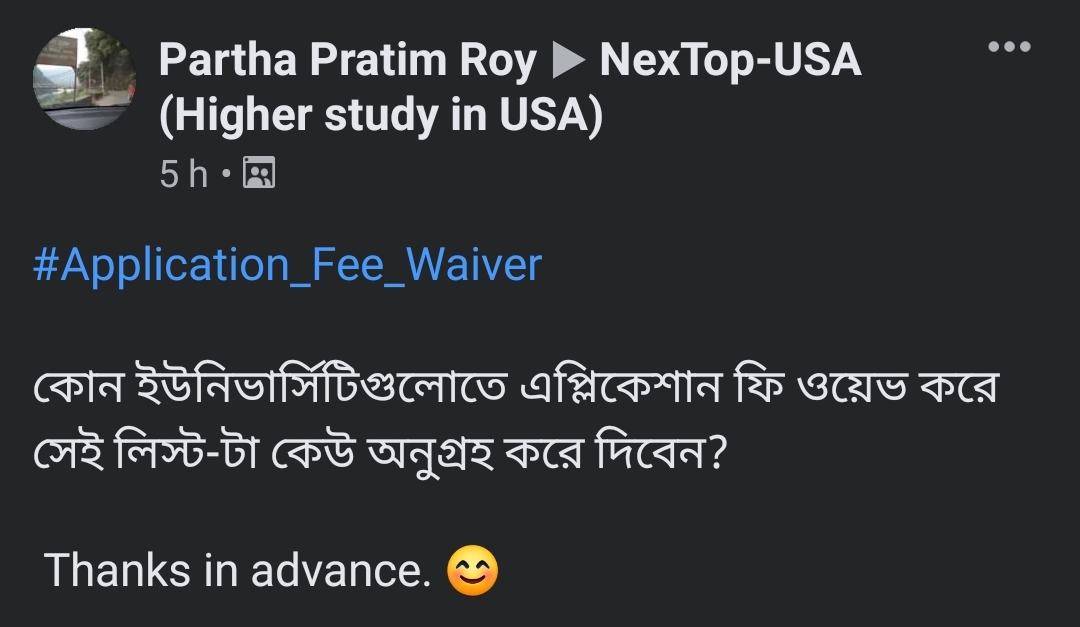 Partha Pratim Roy ▶ NexTop-USA
(Higher study in USA)
5 h •
#Application_Fee_Waiver
কোন ইউনিভার্সিটিগুলোতে এপ্লিকেশান ফি ওয়েভ করে
সেই লিস্ট-টা কেউ অনুগ্রহ করে দিবেন?
Thanks in advance. 😊